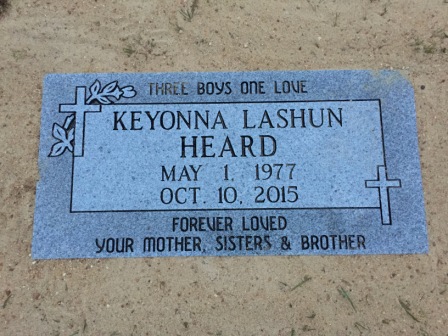 THREE BOYS ONE LOVE
KEYONNA LASHUN
HEARD
MAY 1, 1977
OCT. 10, 2015
FOREVER LOVED
YOUR MOTHER, SISTERS & BROTHER